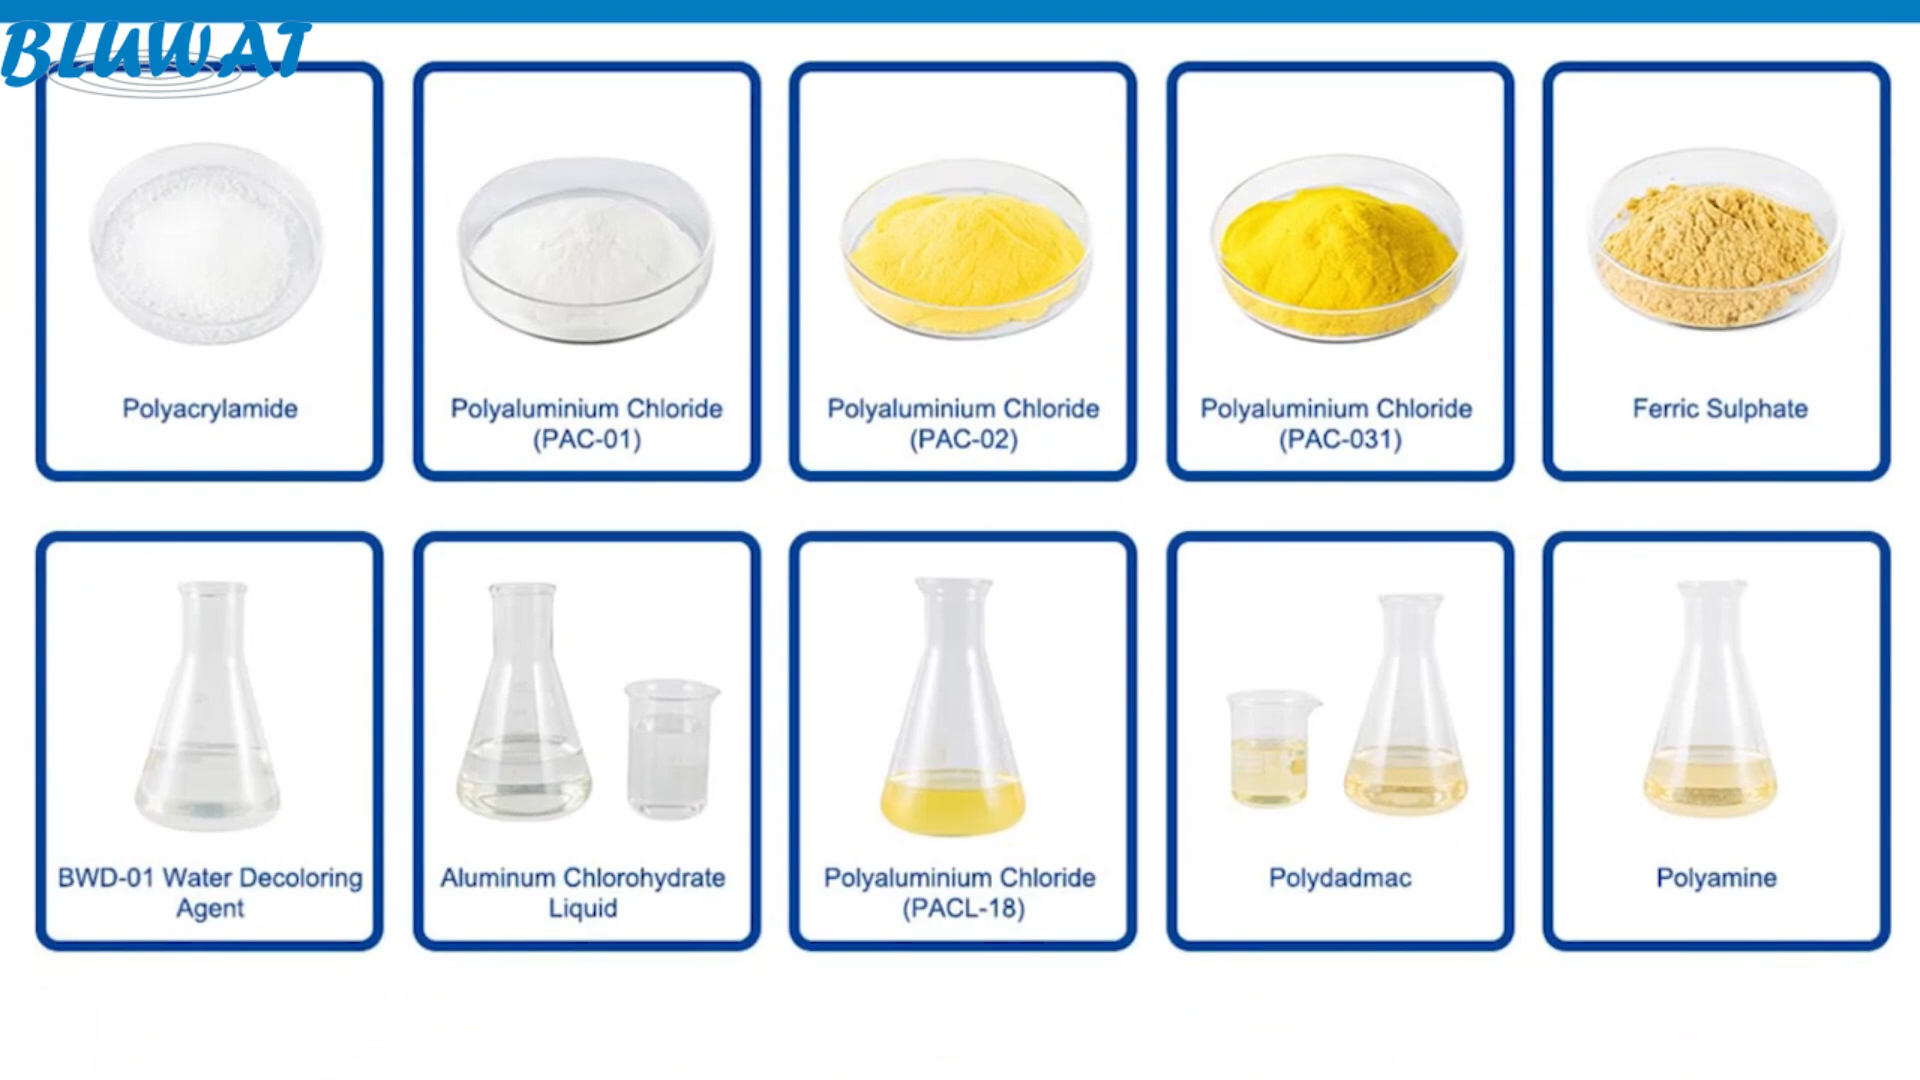 BLUWAT
Polyacrylamide
Polyaluminium Chloride
(PAC-01)
Polyaluminium Chloride
(PAC-02)
Polyaluminium Chloride
(PAC-031)
Ferric Sulphate
BWD-01 Water Decoloring
Agent
Aluminum Chlorohydrate
Liquid
Polyaluminium Chloride
(PACL-18)
Polydadmac
Polyamine